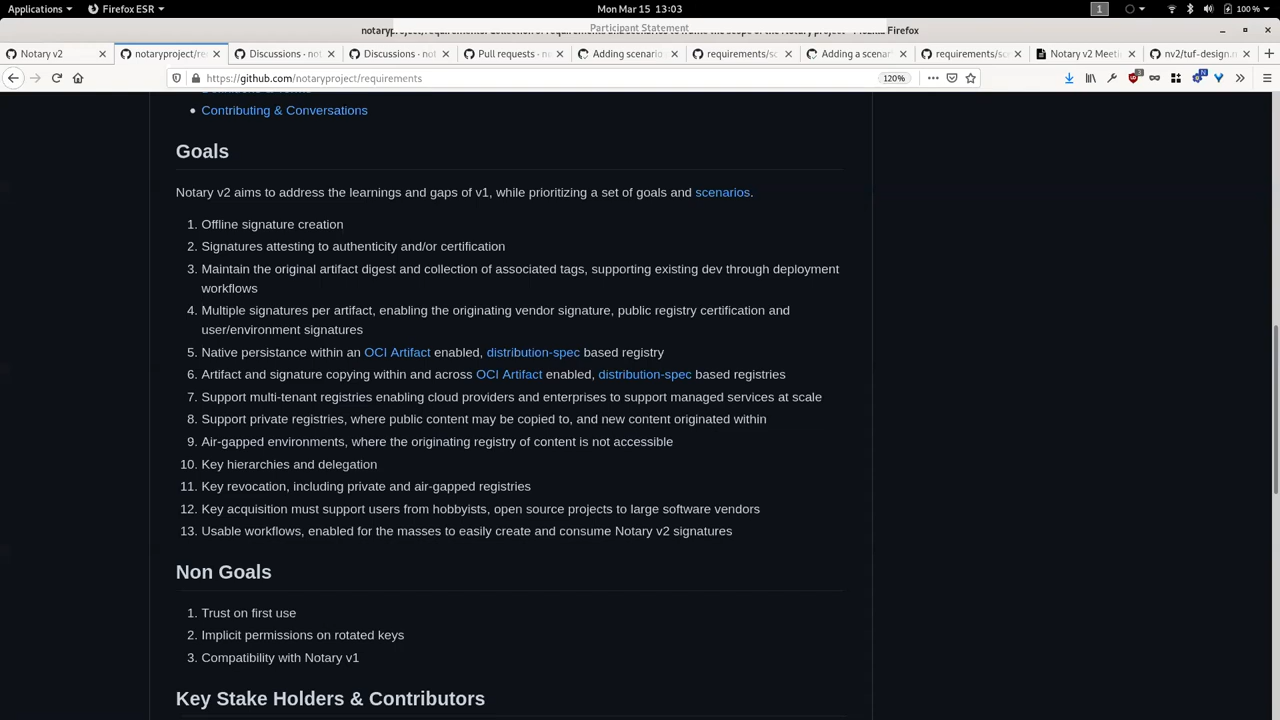 Applications
Firefox ESR
Mon Mar 15 13:03
1
100 %
Participant Statement
Firefox
Notary v2
notaryproject/re
Discussions · not
Discussions · not
Pull requests · no
Adding scenario
requirements/sc
Adding a scenar
requirements/sc
Notary v2 Meeti
nv2/tuf-design.m
https://github.com/notaryproject/requirements
120%
Contributing & Conversations
Goals
Notary v2 aims to address the learnings and gaps of v1, while prioritizing a set of goals and scenarios.
1. Offline signature creation
2. Signatures attesting to authenticity and/or certification
3. Maintain the original artifact digest and collection of associated tags, supporting existing dev through deployment
workflows
4. Multiple signatures per artifact, enabling the originating vendor signature, public registry certification and
user/environment signatures
5. Native persistance within an OCI Artifact enabled, distribution-spec based registry
6. Artifact and signature copying within and across OCI Artifact enabled, distribution-spec based registries
7. Support multi-tenant registries enabling cloud providers and enterprises to support managed services at scale
8. Support private registries, where public content may be copied to, and new content originated within
9. Air-gapped environments, where the originating registry of content is not accessible
10. Key hierarchies and delegation
11. Key revocation, including private and air-gapped registries
12. Key acquisition must support users from hobbyists, open source projects to large software vendors
13. Usable workflows, enabled for the masses to easily create and consume Notary v2 signatures
Non Goals
1. Trust on first use
2. Implicit permissions on rotated keys
3. Compatibility with Notary v1
Key Stake Holders & Contributors